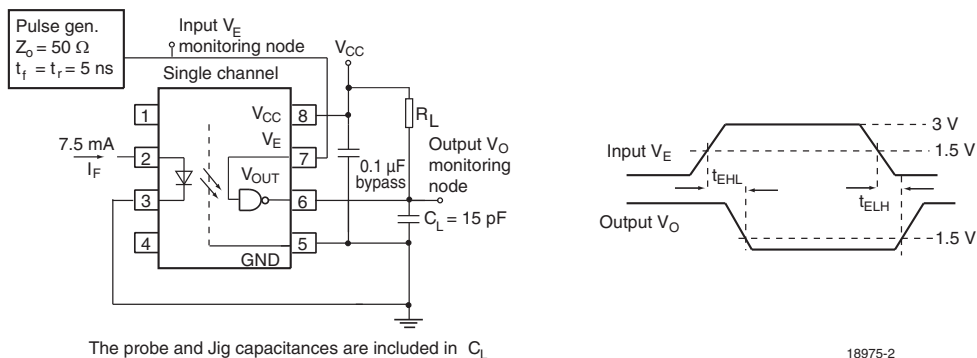 Pulse gen.
Zo = 50 Ω
tf = tr = 5 ns
Input VE
monitoring node
VCC
Single channel
1
VCC
8
RL
VE
7.5 mA
IF
2
7
Output VO
monitoring
node
0.1 μF
bypass
VOUT
3
6
CL = 15 pF
4
5
GND
The probe and Jig capacitances are included in CL
3 V
Input VE
1.5 V
tEHL
tELH
Output VO
1.5 V
18975-2